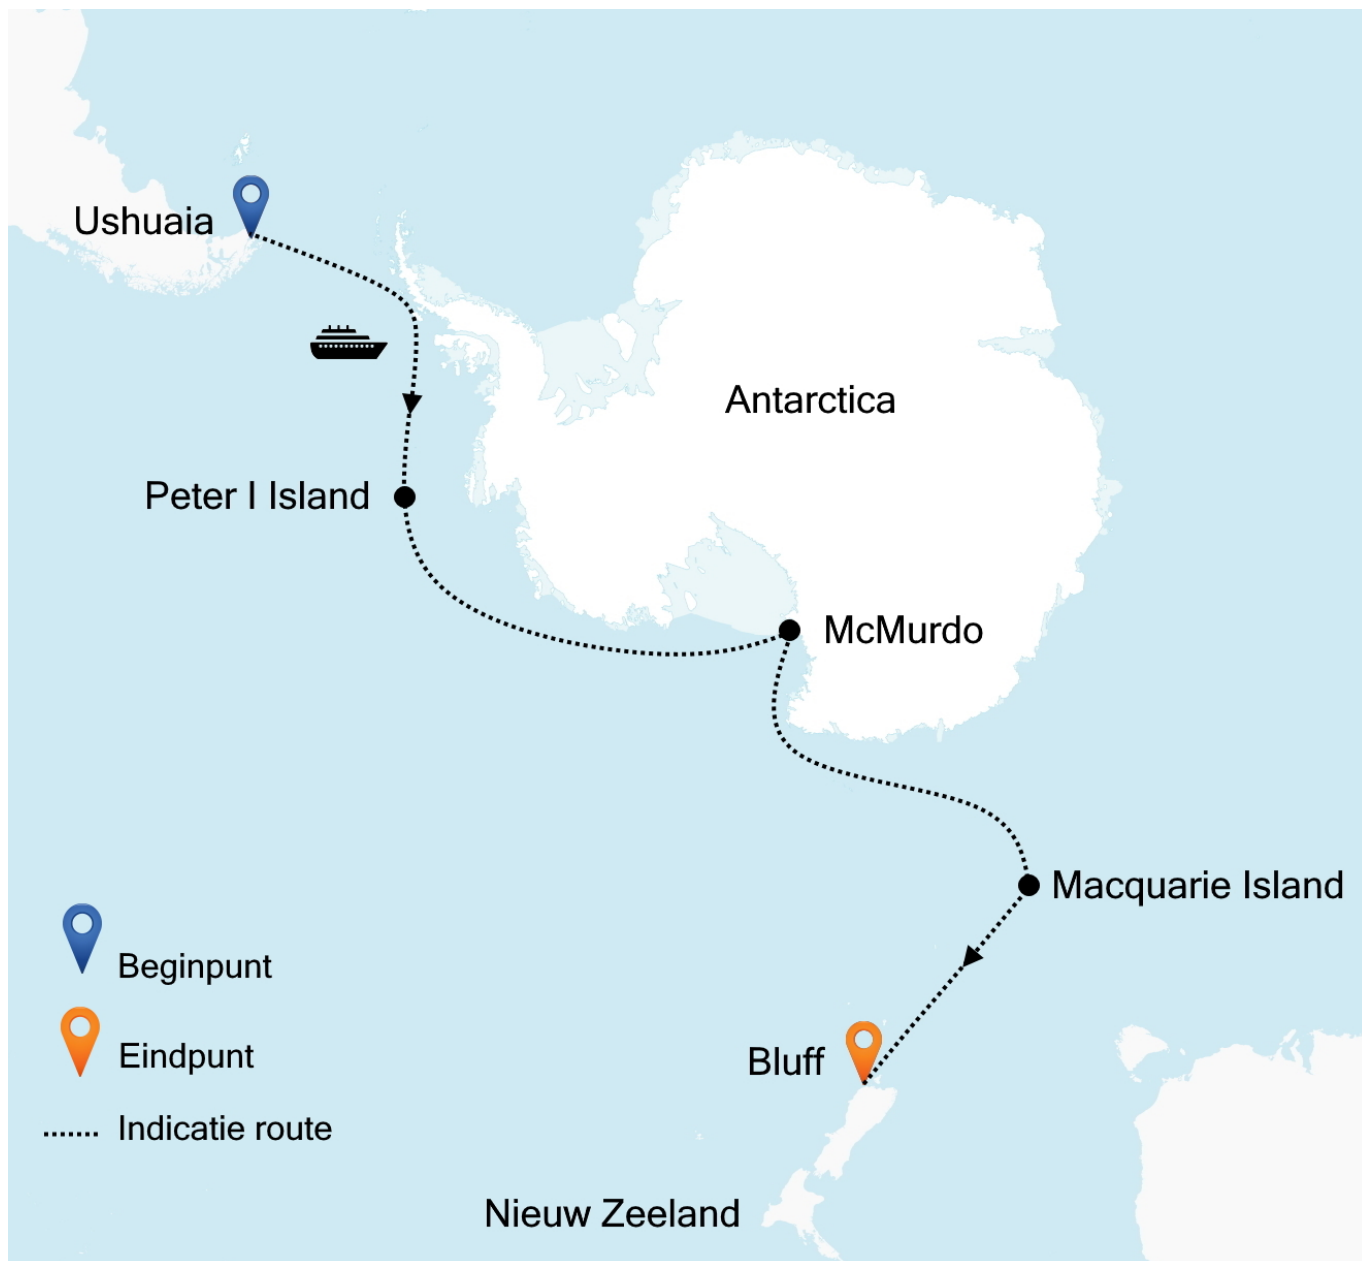 Ushuaia
Antarctica
Peter I Island
McMurdo
Macquarie Island
Beginpunt
Eindpunt
Bluff
Indicatie route
Nieuw Zeeland